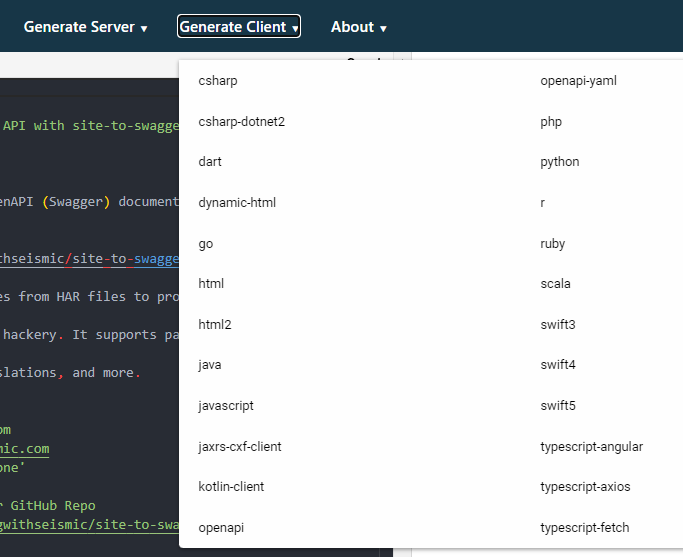 Generate Server ▼
Generate Client ▼
About ▼
API with site-to-swagge
enAPI (Swagger) document
thseismic/site-to-swagge
es from HAR files to pro
hackery. It supports pa
slations, and more.
om
mic.com
one'
r GitHub Repo
gwithseismic/site-to-swa
csharp
csharp-dotnet2
dart
dynamic-html
go
html
html2
java
javascript
jaxrs-cxf-client
kotlin-client
openapi
openapi-yaml
php
python
r
ruby
scala
swift3
swift4
swift5
typescript-angular
typescript-axios
typescript-fetch